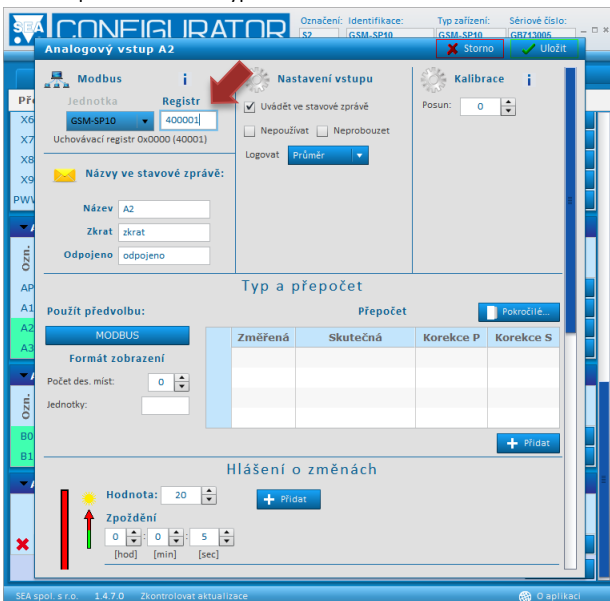 SEA CONFIGURATOR
Označení: Identifikace: Typ zařízení: Sériové číslo:
S2 GSM-SP10 GSM-SP10 GB713005
Analogový vstup A2
Storno Uložit
Modbus i
Jednotka Registr
GSM-SP10 400001
Uchovávací registr 0x0000 (40001)
Názvy ve stavové zprávě:
Název A2
Zkrat zkrat
Odpojeno odpojeno
Nastavení vstupu
Uvádět ve stavové zprávě
Nepoužívat Neprobouzet
Logovat Průměr
Kalibrace i
Posun: 0
Typ a přepočet
Použít předvolbu:
MODBUS
Formát zobrazení
Počet des. míst: 0
Jednotky:
Přepočet Pokročilé...
Změřená Skutečná Korekce P Korekce S
+ Přidat
Hlášení o změnách
Hodnota: 20
+ Přidat
Zpoždění
0 : 0 : 5
[hod] [min] [sec]
Př
X6
X7
X8
X9
PWV
Ozn.
AP
A1
A2
A3
Ozn.
B0
B1
SEA spol. s r.o. 1.4.7.0 Zkontrolovat aktualizace O aplikaci